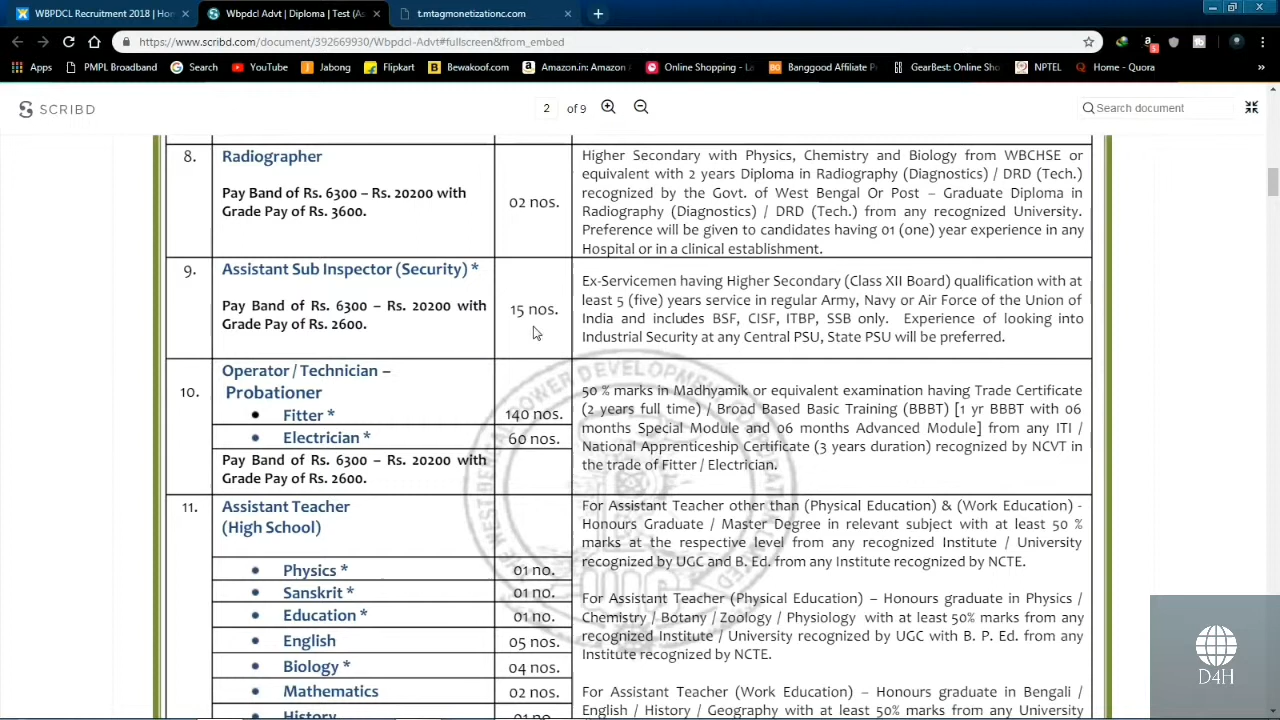 WBPDCL Recruitment 2018 | Ho
Wbpdcl Advt | Diploma | Test (As
t.mtagmonetizationc.com
https://www.scribd.com/document/392669930/Wbpdcl-Advt#fullscreen&from_embed
Apps PMPL Broadband Search YouTube Jabong Flipkart Bewakoof.com Amazon.in: Amazon Online Shopping - L Banggood Affiliate P GearBest: Online Sho NPTEL Home - Quora »
SCRIBD 2 of 9 Search document
8. Radiographer
Pay Band of Rs. 6300 – Rs. 20200 with
Grade Pay of Rs. 3600.
02 nos.
Higher Secondary with Physics, Chemistry and Biology from WBCHSE or
equivalent with 2 years Diploma in Radiography (Diagnostics) / DRD (Tech.)
recognized by the Govt. of West Bengal Or Post – Graduate Diploma in
Radiography (Diagnostics) / DRD (Tech.) from any recognized University.
Preference will be given to candidates having 01 (one) year experience in any
Hospital or in a clinical establishment.
9. Assistant Sub Inspector (Security) *
Pay Band of Rs. 6300 – Rs. 20200 with
Grade Pay of Rs. 2600.
15 nos.
Ex-Servicemen having Higher Secondary (Class XII Board) qualification with at
least 5 (five) years service in regular Army, Navy or Air Force of the Union of
India and includes BSF, CISF, ITBP, SSB only. Experience of looking into
Industrial Security at any Central PSU, State PSU will be preferred.
10. Operator / Technician –
Probationer
• Fitter * 140 nos.
• Electrician * 60 nos.
Pay Band of Rs. 6300 – Rs. 20200 with
Grade Pay of Rs. 2600.
50 % marks in Madhyamik or equivalent examination having Trade Certificate
(2 years full time) / Broad Based Basic Training (BBBT) [1 yr BBBT with 06
months Special Module and 06 months Advanced Module] from any ITI /
National Apprenticeship Certificate (3 years duration) recognized by NCVT in
the trade of Fitter / Electrician.
11. Assistant Teacher
(High School)
• Physics * 01 no.
• Sanskrit * 01 no.
• Education * 01 no.
• English 05 nos.
• Biology * 04 nos.
• Mathematics 02 nos.
• History 01 no.
For Assistant Teacher other than (Physical Education) & (Work Education) -
Honours Graduate / Master Degree in relevant subject with at least 50 %
marks at the respective level from any recognized Institute / University
recognized by UGC and B. Ed. from any Institute recognized by NCTE.
For Assistant Teacher (Physical Education) – Honours graduate in Physics /
Chemistry / Botany / Zoology / Physiology with at least 50% marks from any
recognized Institute / University recognized by UGC with B. P. Ed. from any
Institute recognized by NCTE.
For Assistant Teacher (Work Education) – Honours graduate in Bengali /
English / History / Geography with at least 50% marks from any University
D4H